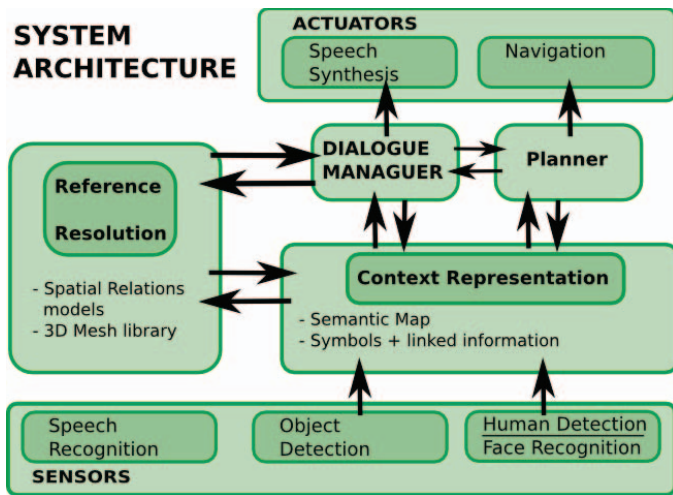 SYSTEM
ARCHITECTURE
ACTUATORS
Speech
Synthesis
Navigation
DIALOGUE
MANAGUER
Planner
Reference
Resolution
- Spatial Relations
models
- 3D Mesh library
Context Representation
- Semantic Map
- Symbols + linked information
Speech
Recognition
Object
Detection
Human Detection
Face Recognition
SENSORS